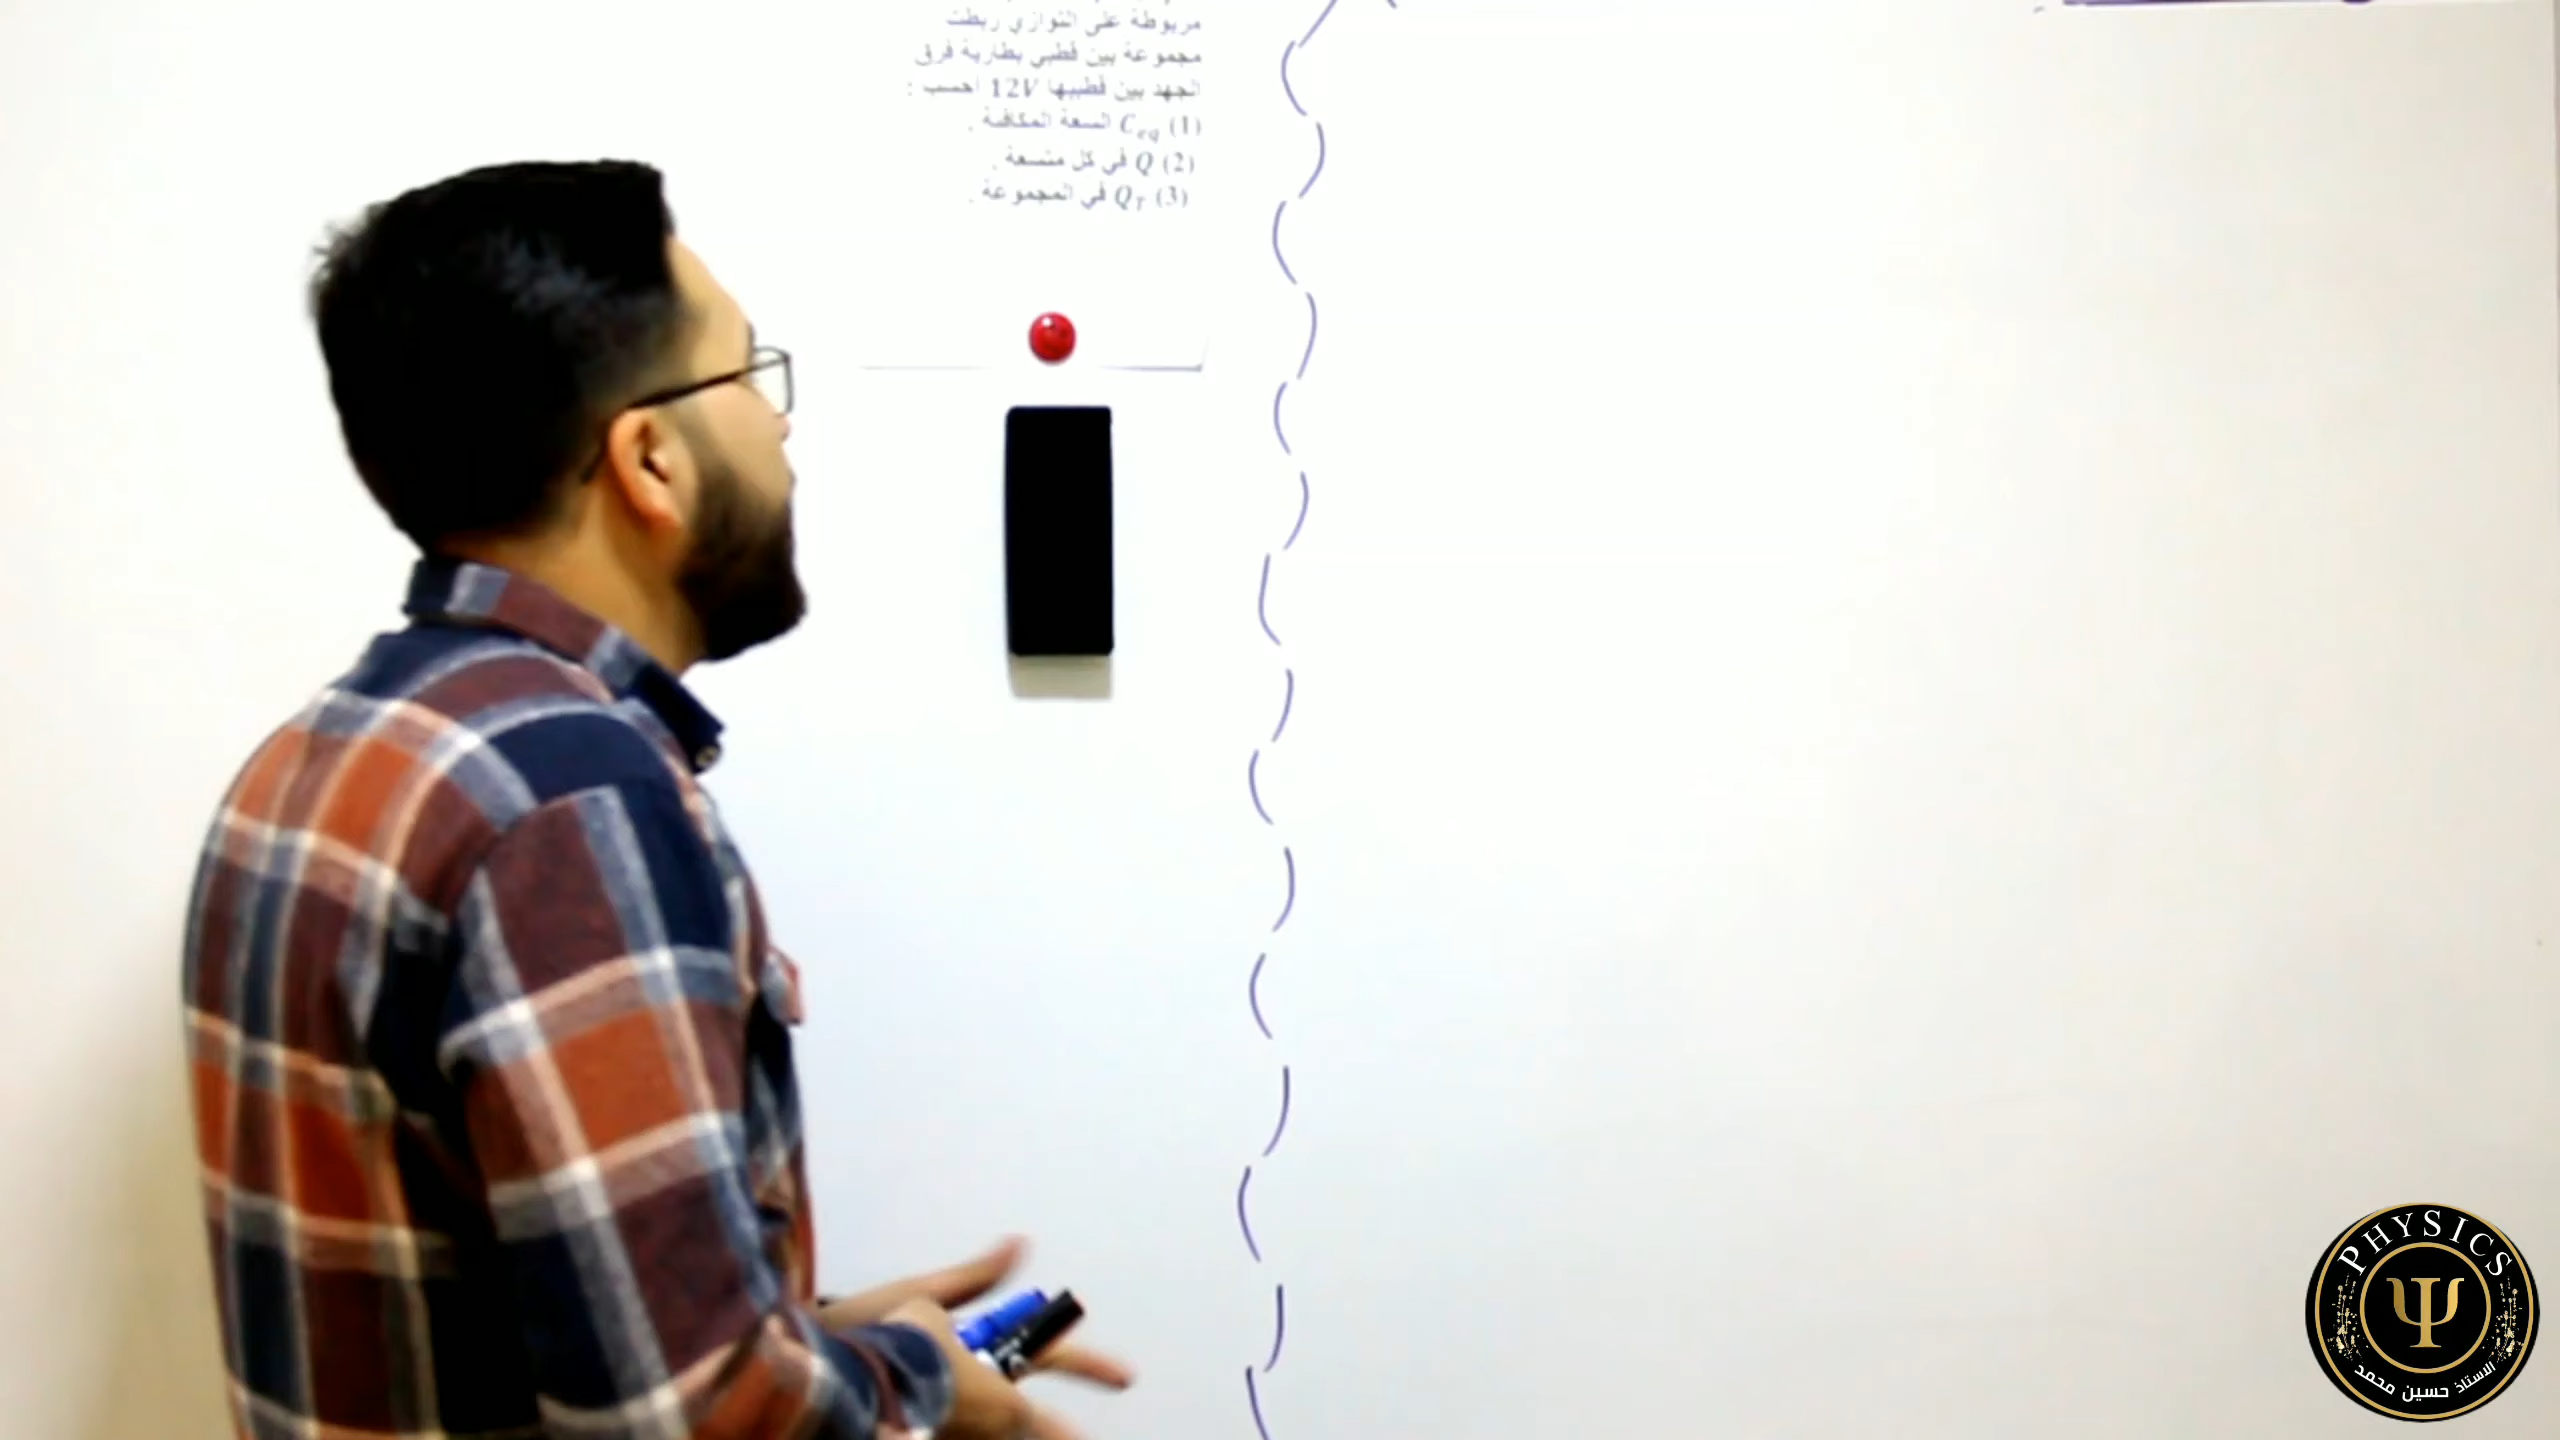 مربوطة على التوازي ربطت
مجموعة بين قطبي بطارية فرق
الجهد بين قطبيها 12V احسب :
(1) Ceq السعة المكافئة .
(2) Q في كل متسعة .
(3) QT في المجموعة .
PHYSICS
Ψ
الاستاذ حسين محمد